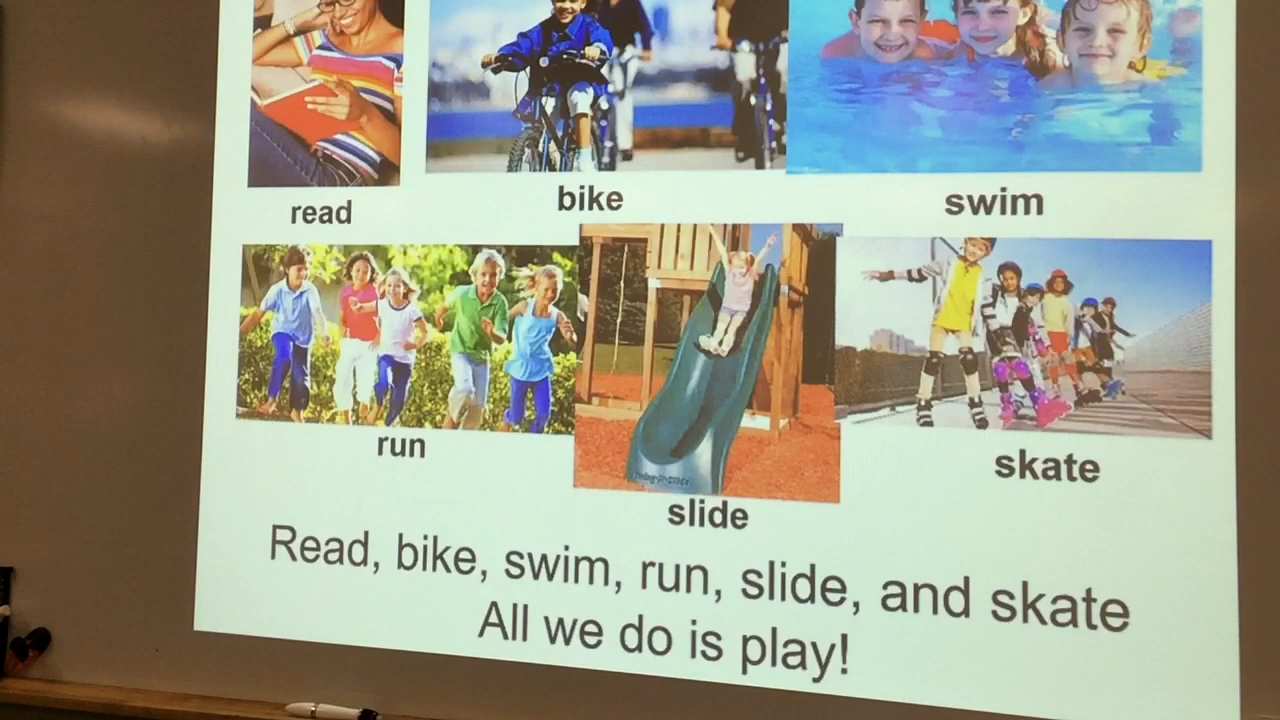 read
bike
swim
run
slide
skate
Read, bike, swim, run, slide, and skate
All we do is play!